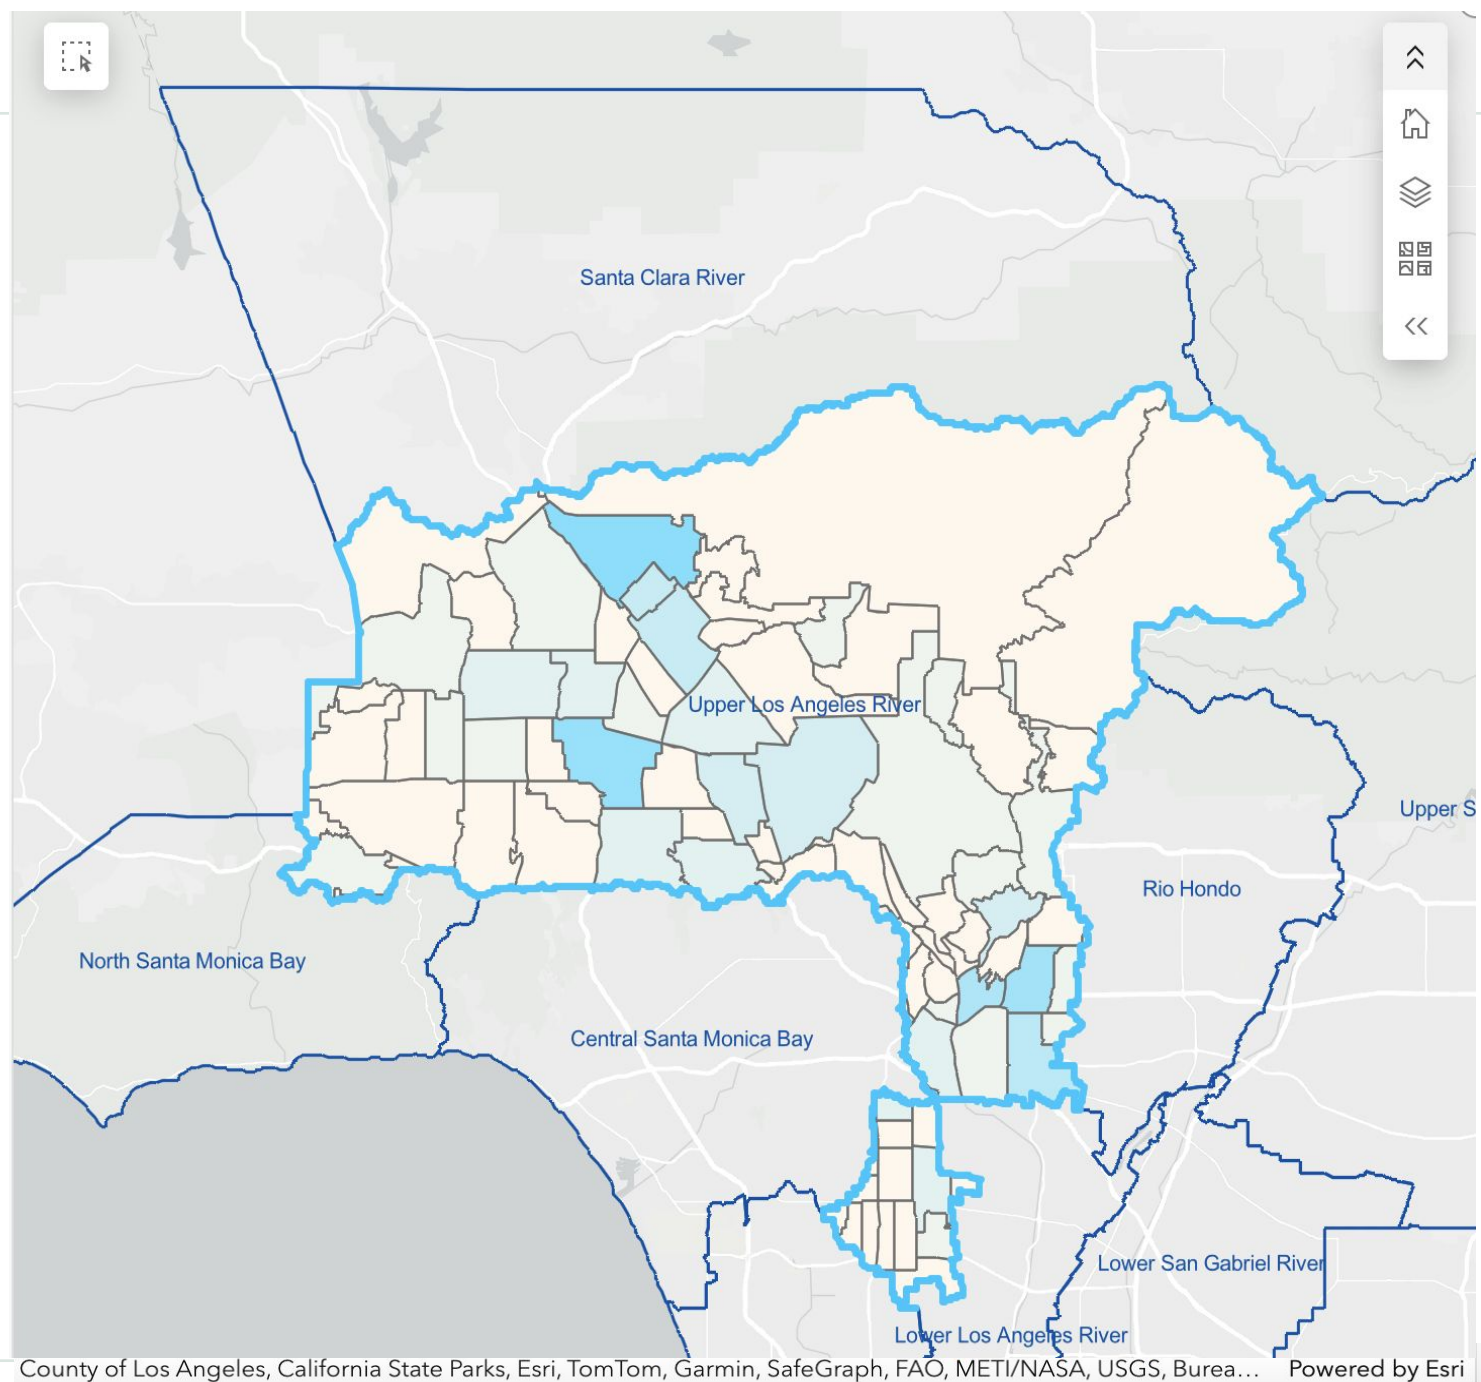 Santa Clara River
Upper Los Angeles River
Upper S
Rio Hondo
North Santa Monica Bay
Central Santa Monica Bay
Lower San Gabriel River
Lower Los Angeles River
County of Los Angeles, California State Parks, Esri, TomTom, Garmin, SafeGraph, FAO, METI/NASA, USGS, Burea... Powered by Esri